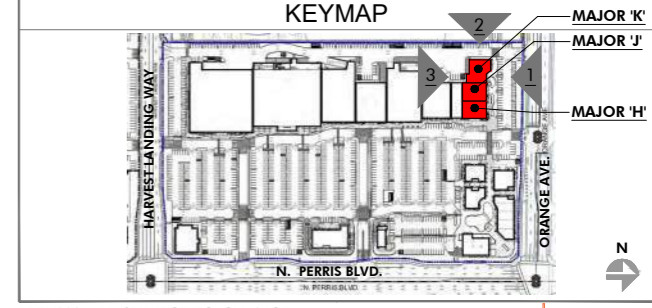 KEYMAP
MAJOR 'K'
MAJOR 'J'
MAJOR 'H'
2
3
1
HARVEST LANDING WAY
ORANGE AVE.
N
N. PERRIS BLVD.
N. PERRIS BLVD.